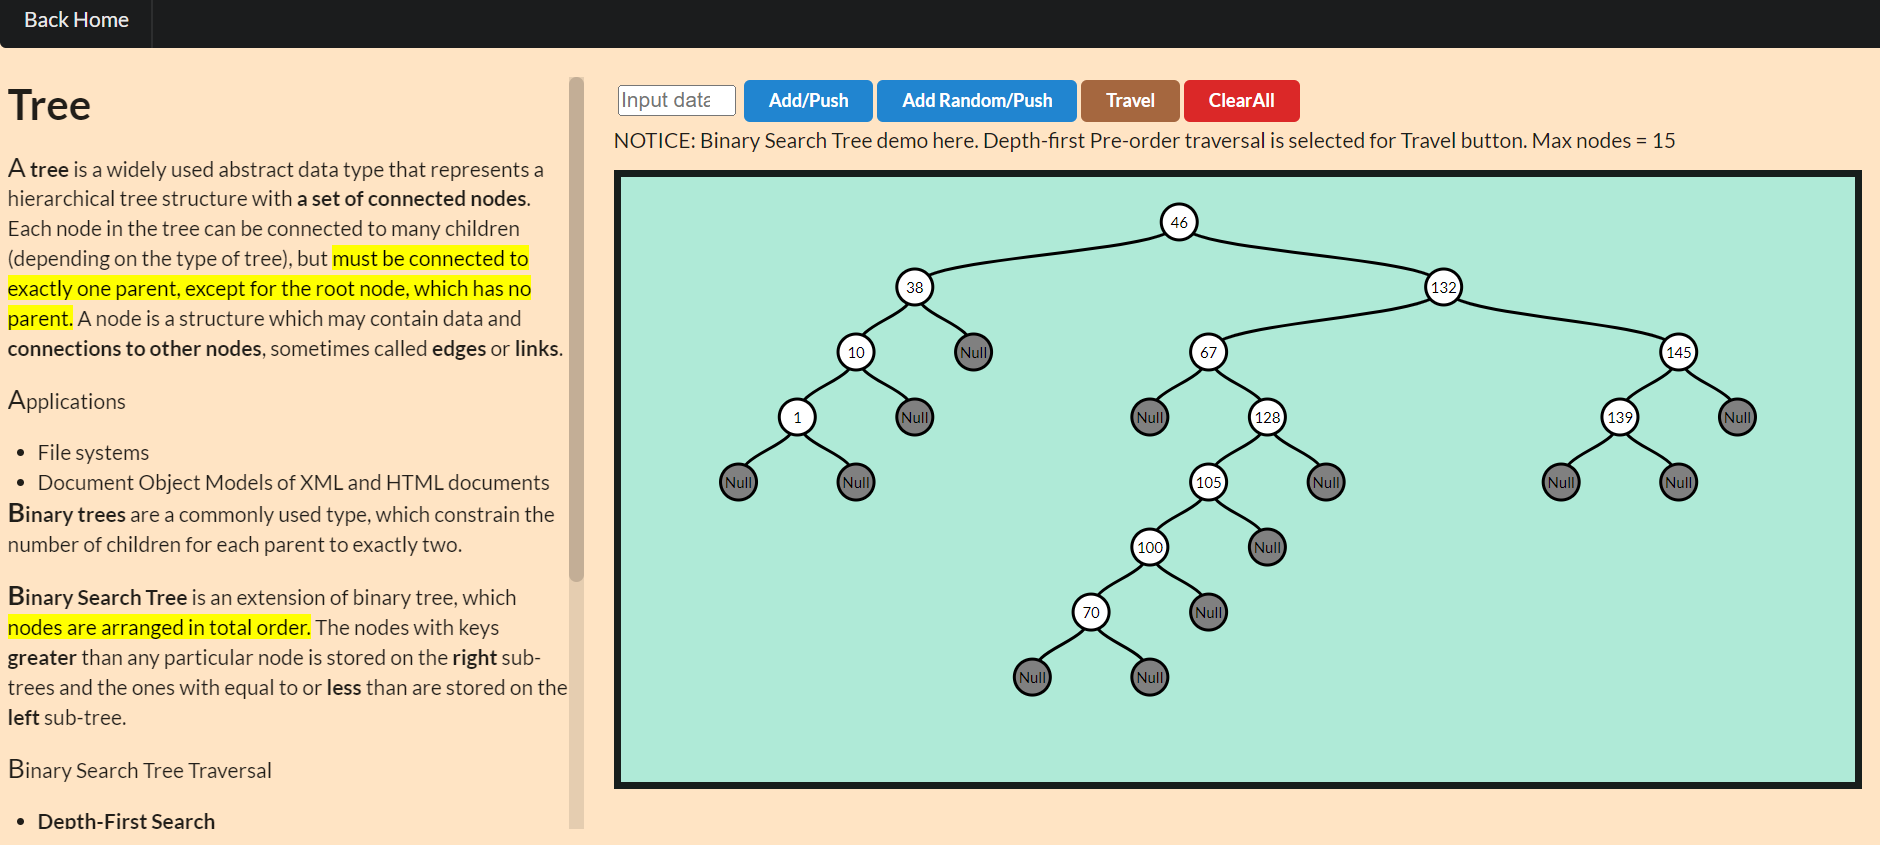 Back Home
Tree
A tree is a widely used abstract data type that represents a
hierarchical tree structure with a set of connected nodes.
Each node in the tree can be connected to many children
(depending on the type of tree), but must be connected to
exactly one parent, except for the root node, which has no
parent. A node is a structure which may contain data and
connections to other nodes, sometimes called edges or links.
Applications
• File systems
• Document Object Models of XML and HTML documents
Binary trees are a commonly used type, which constrain the
number of children for each parent to exactly two.
Binary Search Tree is an extension of binary tree, which
nodes are arranged in total order. The nodes with keys
greater than any particular node is stored on the right sub-
trees and the ones with equal to or less than are stored on the
left sub-tree.
Binary Search Tree Traversal
• Depth-First Search
Input data Add/Push Add Random/Push Travel ClearAll
NOTICE: Binary Search Tree demo here. Depth-first Pre-order traversal is selected for Travel button. Max nodes = 15
46
38 132
10 Null 67 145
1 Null Null 128 139 Null
Null Null 105 Null Null Null
100 Null
70 Null
Null Null